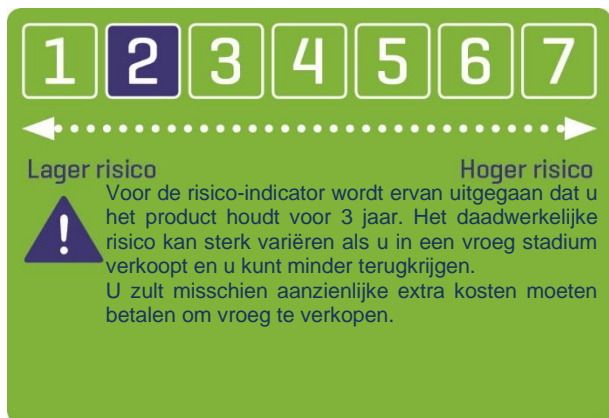 1 2 3 4 5 6 7
Lager risico Hoger risico
Voor de risico-indicator wordt ervan uitgegaan dat u
het product houdt voor 3 jaar. Het daadwerkelijke
risico kan sterk variëren als u in een vroeg stadium
verkoopt en u kunt minder terugkrijgen.
U zult misschien aanzienlijke extra kosten moeten
betalen om vroeg te verkopen.